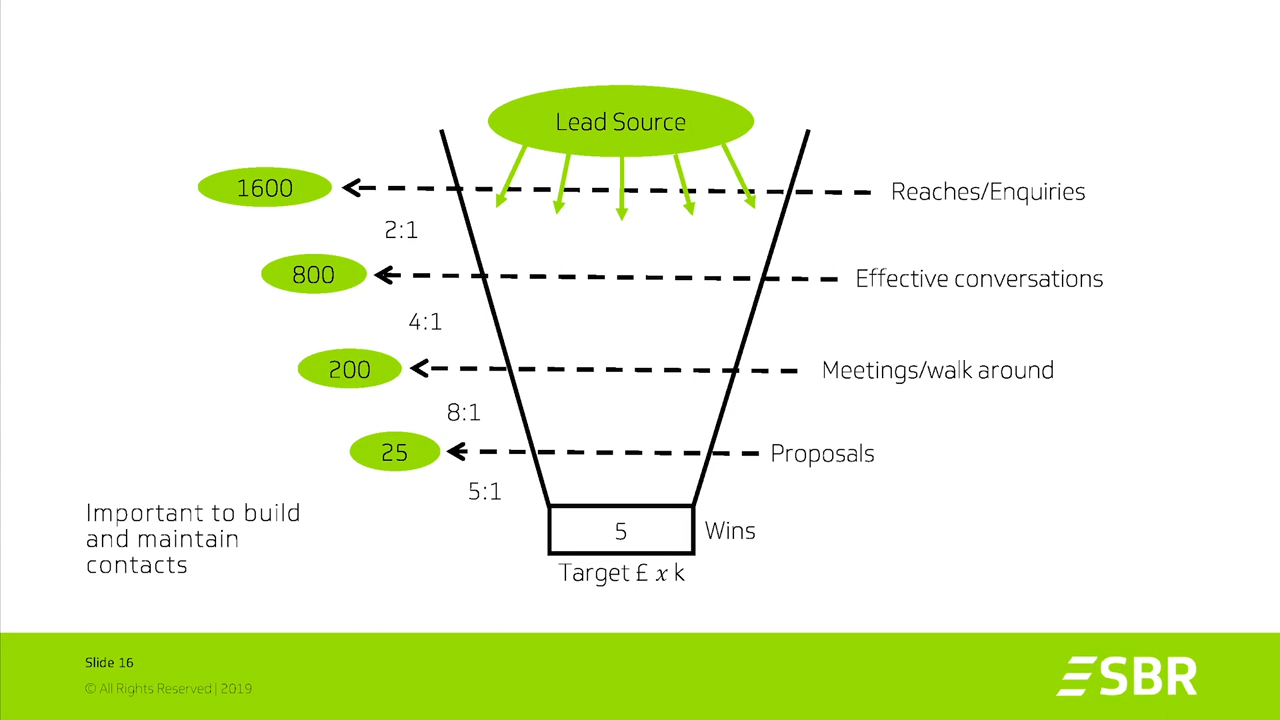 Lead Source
1600
Reaches/Enquiries
2:1
800
Effective conversations
4:1
200
Meetings/walk around
8:1
25
Proposals
5:1
5
Wins
Target £ x k
Important to build
and maintain
contacts
Slide 16
© All Rights Reserved | 2019
SBR